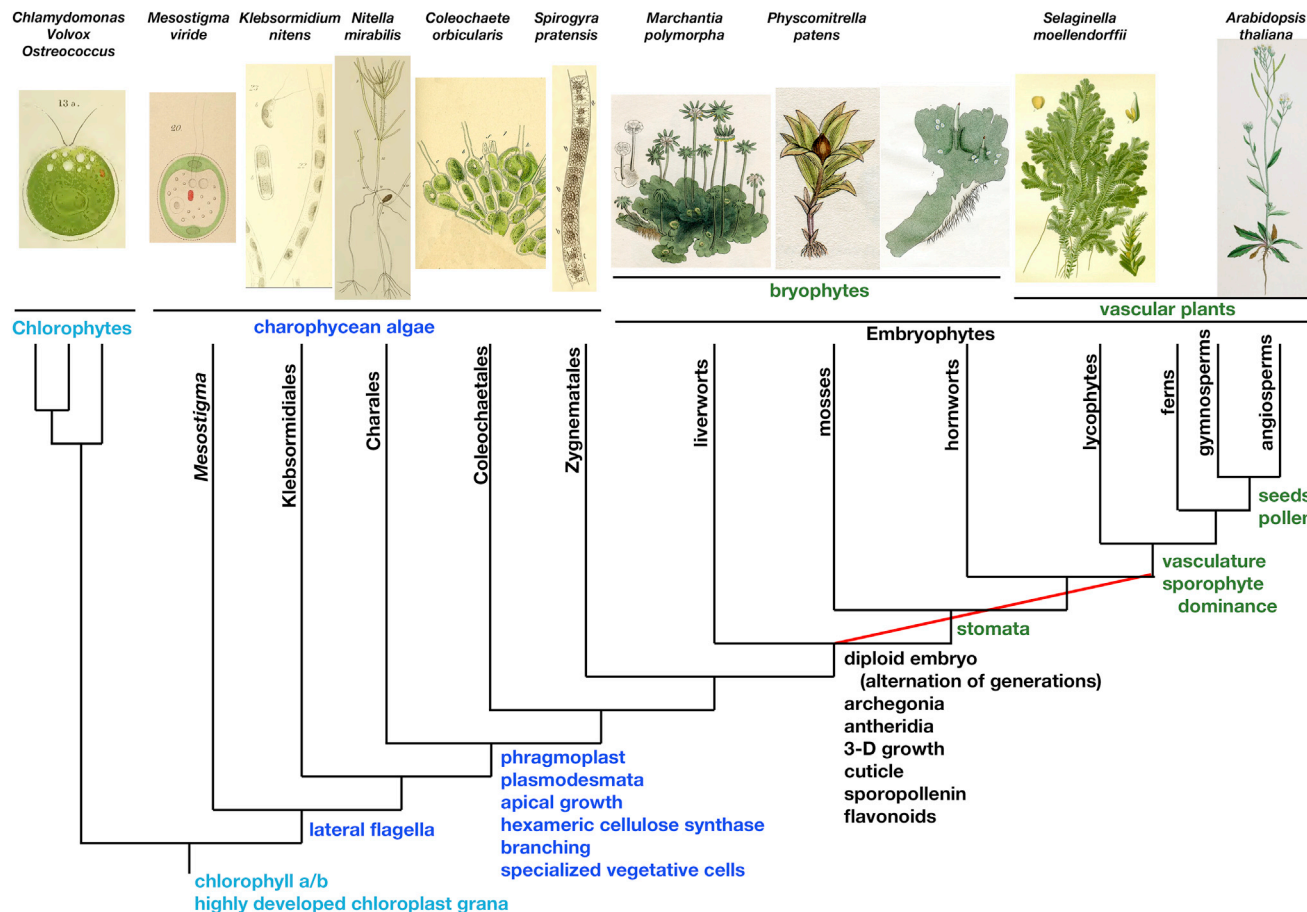 Chlamydomonas
Volvox
Ostreococcus
Mesostigma
viride
Klebsormidium
nitens
Nitella
mirabilis
Coleochaete
orbicularis
Spirogyra
pratensis
Marchantia
polymorpha
Physcomitrella
patens
Selaginella
moellendorffii
Arabidopsis
thaliana
13 a.
20
bryophytes
vascular plants
Chlorophytes
charophycean algae
Embryophytes
Mesostigma
Klebsormidiales
Charales
Coleochaetales
Zygnematales
liverworts
mosses
hornworts
lycophytes
ferns
gymnosperms
angiosperms
seeds
pollen
vasculature
sporophyte
dominance
stomata
diploid embryo
(alternation of generations)
archegonia
antheridia
3-D growth
cuticle
sporopollenin
flavonoids
phragmoplast
plasmodesmata
apical growth
hexameric cellulose synthase
branching
specialized vegetative cells
lateral flagella
chlorophyll a/b
highly developed chloroplast grana